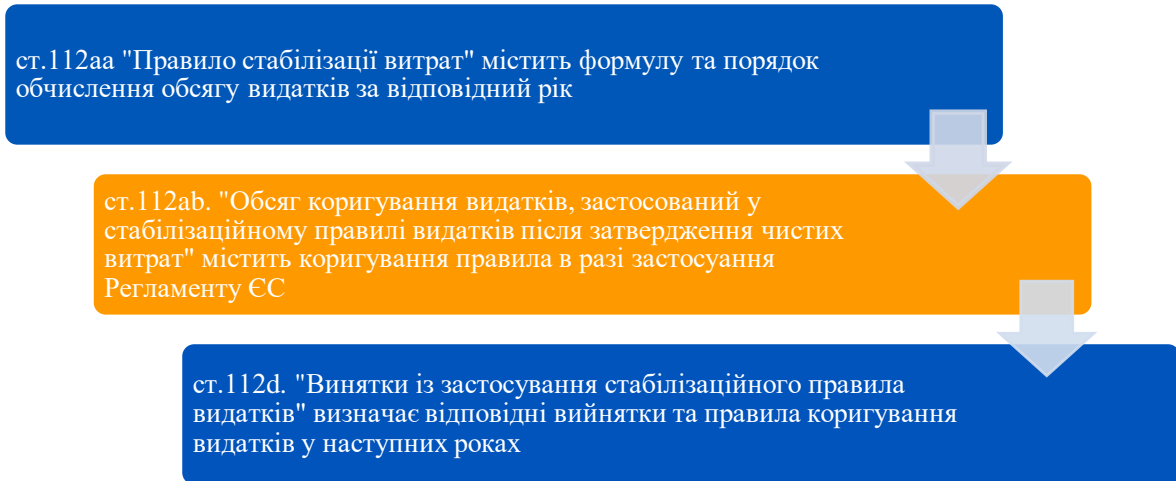 ст.112aa "Правило стабілізації витрат" містить формулу та порядок
обчислення обсягу видатків за відповідний рік
ст.112ab. "Обсяг коригування видатків, застосований у
стабілізаційному правилі видатків після затвердження чистих
витрат" містить коригування правила в разі застосуання
Регламенту ЄС
ст.112d. "Винятки із застосування стабілізаційного правила
видатків" визначає відповідні вийнятки та правила коригування
видатків у наступних роках